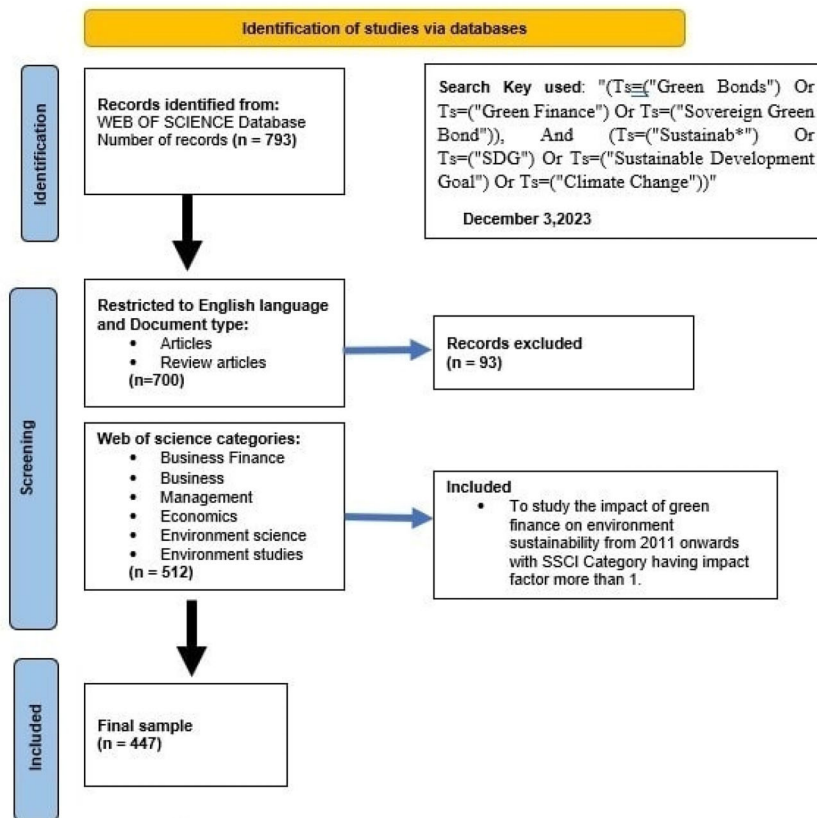 Identification of studies via databases
Identification
Records identified from:
WEB OF SCIENCE Database
Number of records (n = 793)
Search Key used: "(Ts=("Green Bonds") Or
Ts=("Green Finance") Or Ts=("Sovereign Green
Bond")), And (Ts=("Sustainab*") Or
Ts=("SDG") Or Ts=("Sustainable Development
Goal") Or Ts=("Climate Change"))"
December 3,2023
Screening
Restricted to English language
and Document type:
• Articles
• Review articles
(n=700)
Records excluded
(n = 93)
Web of science categories:
• Business Finance
• Business
• Management
• Economics
• Environment science
• Environment studies
(n = 512)
Included
• To study the impact of green
finance on environment
sustainability from 2011 onwards
with SSCI Category having impact
factor more than 1.
Included
Final sample
(n = 447)